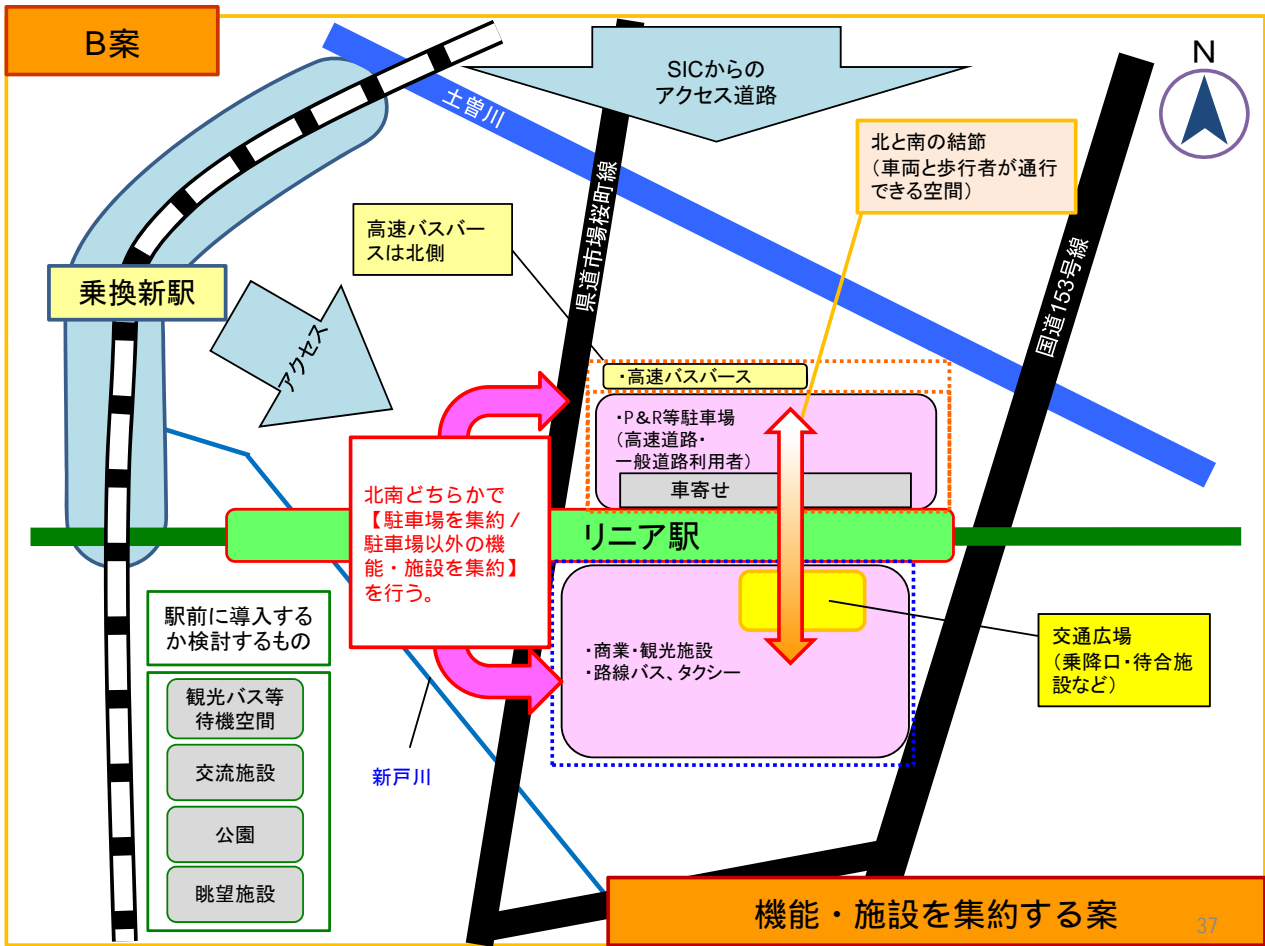 B案
SICからの
アクセス道路
N
土曽川
北と南の結節
(車両と歩行者が通行
できる空間)
県道市場桜町線
国道153号線
高速バスバー
スは北側
乗換新駅
アクセス
・高速バスバース
・P&R等駐車場
(高速道路・
一般道路利用者)
車寄せ
北南どちらかで
【駐車場を集約/
駐車場以外の機
能・施設を集約】
を行う。
リニア駅
駅前に導入する
か検討するもの
観光バス等
待機空間
交流施設
公園
眺望施設
・商業・観光施設
・路線バス、タクシー
交通広場
(乗降口・待合施
設など)
新戸川
機能・施設を集約する案
37